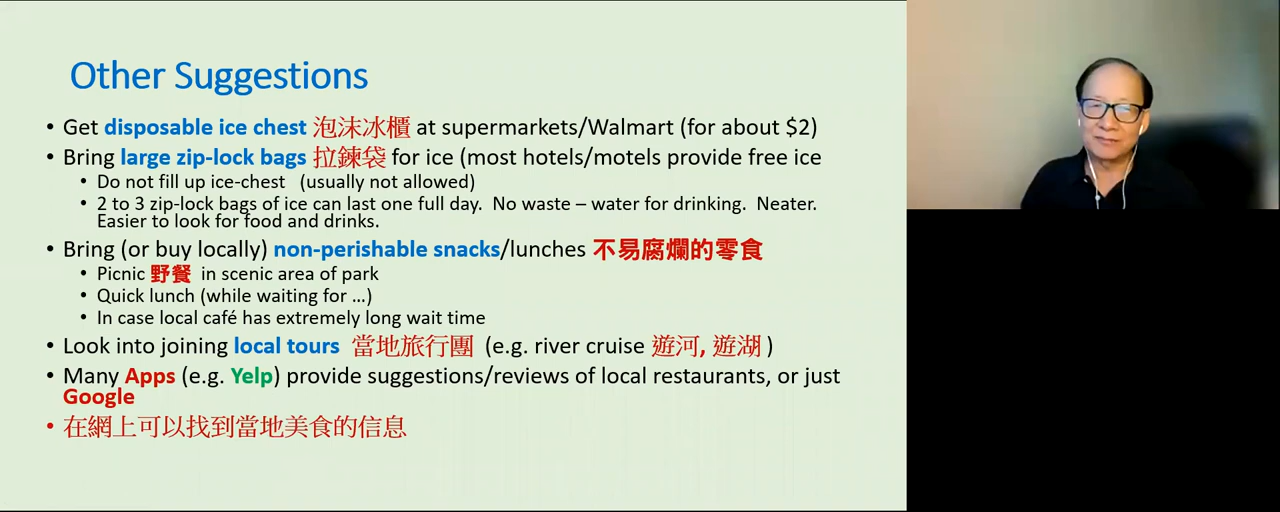 Other Suggestions
• Get disposable ice chest 泡沫冰櫃 at supermarkets/Walmart (for about $2)
• Bring large zip-lock bags 拉鍊袋 for ice (most hotels/motels provide free ice
• Do not fill up ice-chest (usually not allowed)
• 2 to 3 zip-lock bags of ice can last one full day. No waste – water for drinking. Neater.
Easier to look for food and drinks.
• Bring (or buy locally) non-perishable snacks/lunches 不易腐爛的零食
• Picnic 野餐 in scenic area of park
• Quick lunch (while waiting for …)
• In case local café has extremely long wait time
• Look into joining local tours 當地旅行團 (e.g. river cruise 遊河, 遊湖 )
• Many Apps (e.g. Yelp) provide suggestions/reviews of local restaurants, or just
Google
• 在網上可以找到當地美食的信息